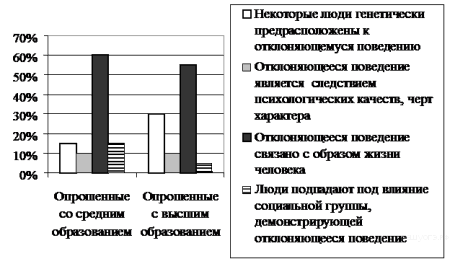 70%
60%
50%
40%
30%
20%
10%
0%
Опрошенные
со средним
образованием
Опрошенные
с высшим
образованием
Некоторые люди генетически
предрасположены к
отклоняющемуся поведению
Отклоняющееся поведение
является следствием
психологических качеств, черт
характера
Отклоняющееся поведение
связано с образом жизни
человека
Люди подпадают под влияние
социальной группы,
демонстрирующей
отклоняющееся поведение